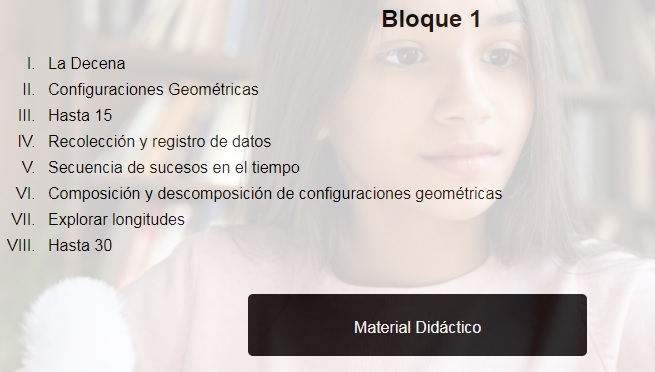 Bloque 1
I. La Decena
II. Configuraciones Geométricas
III. Hasta 15
IV. Recolección y registro de datos
V. Secuencia de sucesos en el tiempo
VI. Composición y descomposición de configuraciones geométricas
VII. Explorar longitudes
VIII. Hasta 30
Material Didáctico